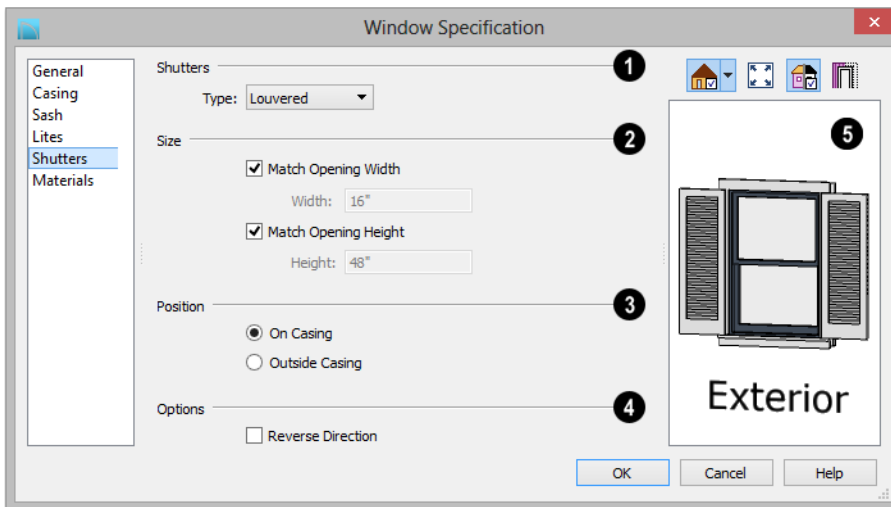 Window Specification
General
Casing
Sash
Lites
Shutters
Materials
Shutters
1
Type: Louvered
Size
2
Match Opening Width
Width: 16"
Match Opening Height
Height: 48"
Position
3
On Casing
Outside Casing
Options
4
Reverse Direction
5
Exterior
OK Cancel Help